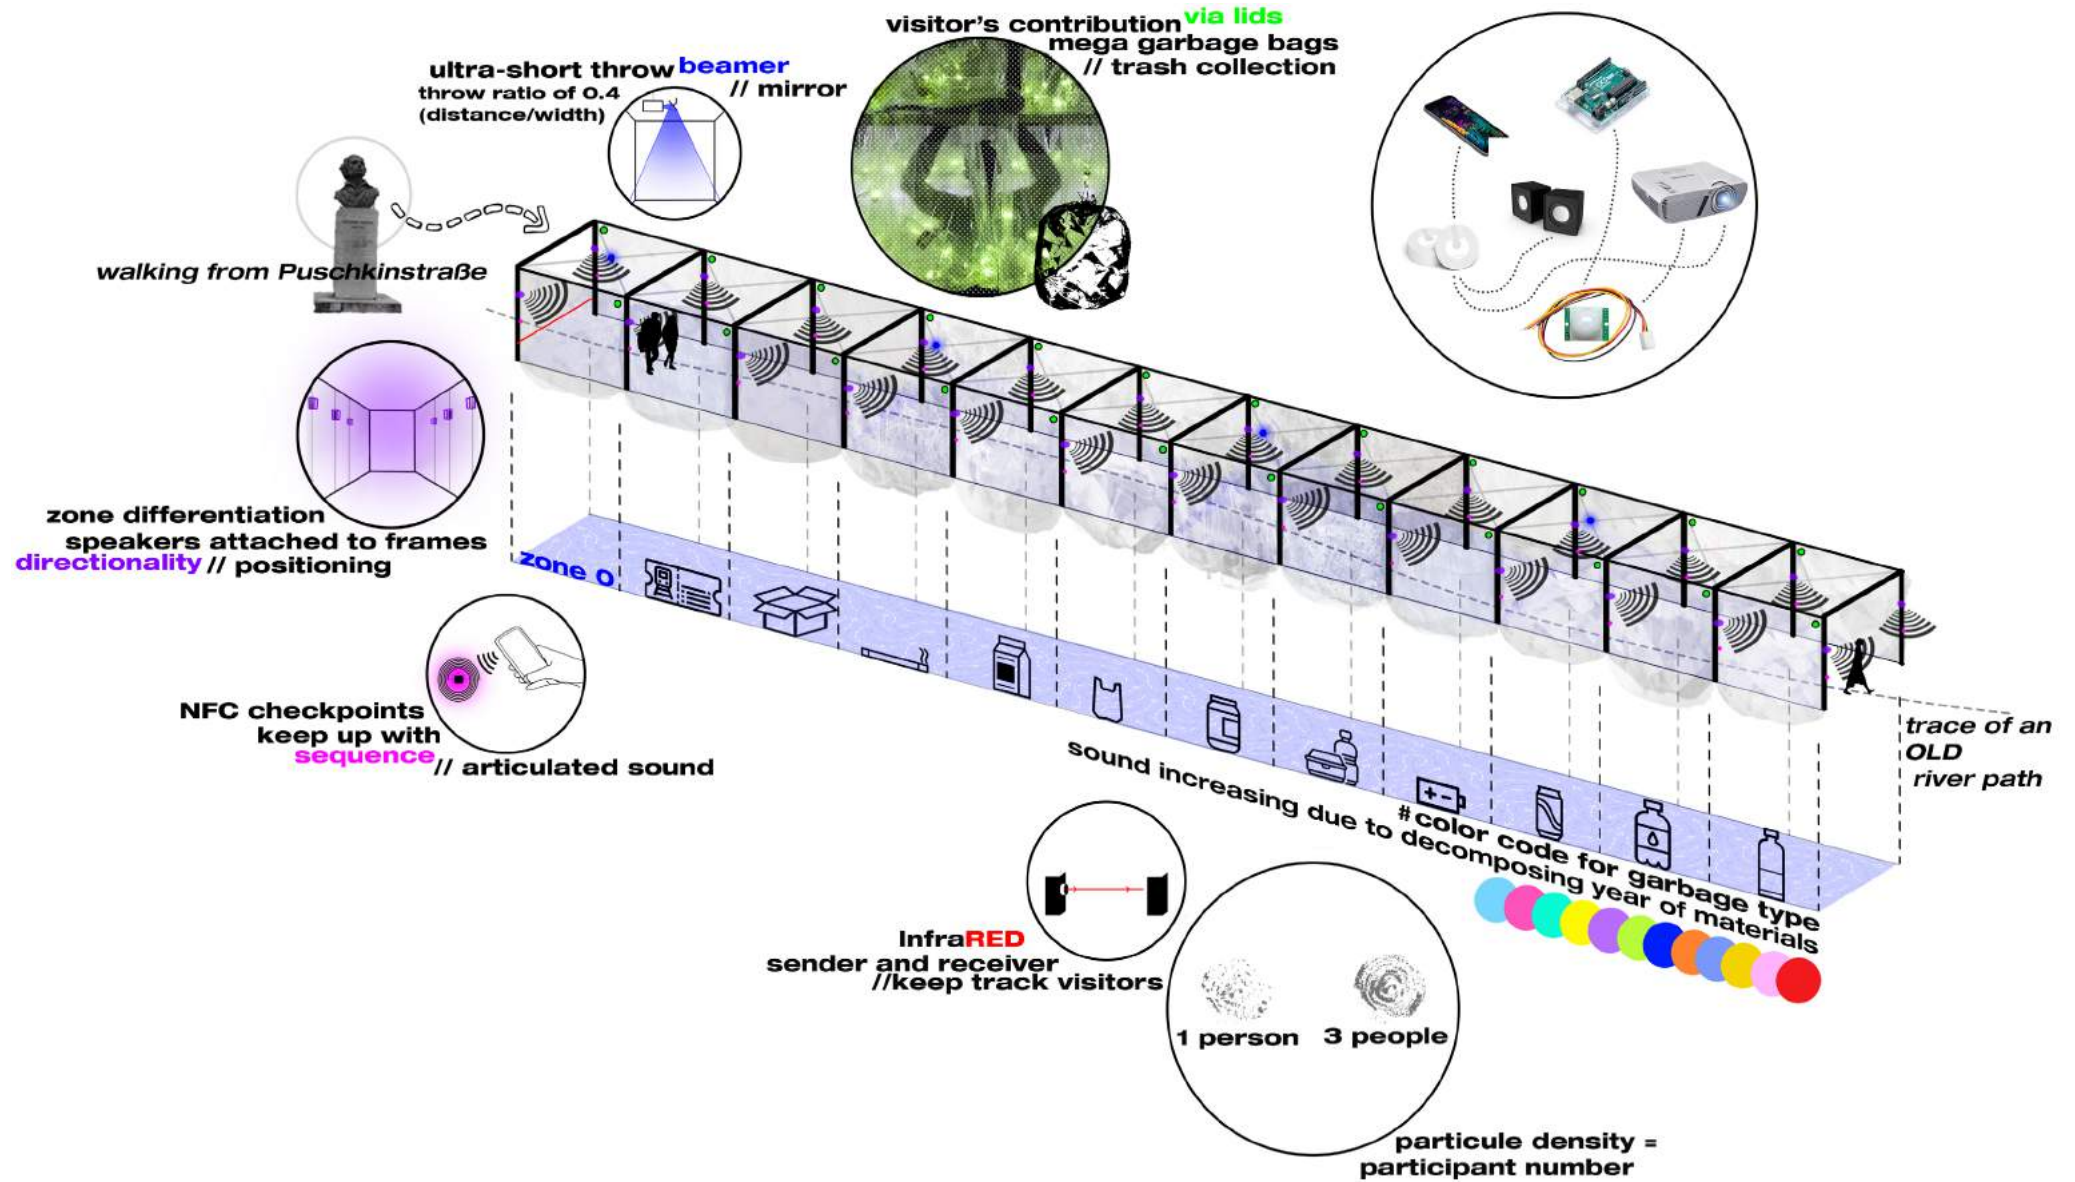 visitor's contribution via lids
mega garbage bags
// trash collection
ultra-short throw beamer
throw ratio of 0.4 // mirror
(distance/width)
walking from Puschkinstraße
zone differentiation
speakers attached to frames
directionality // positioning
zone 0
NFC checkpoints
keep up with
sequence // articulated sound
trace of an
OLD
river path
# color code for garbage type
sound increasing due to decomposing year of materials
InfraRED
sender and receiver
//keep track visitors
1 person 3 people
particule density =
participant number